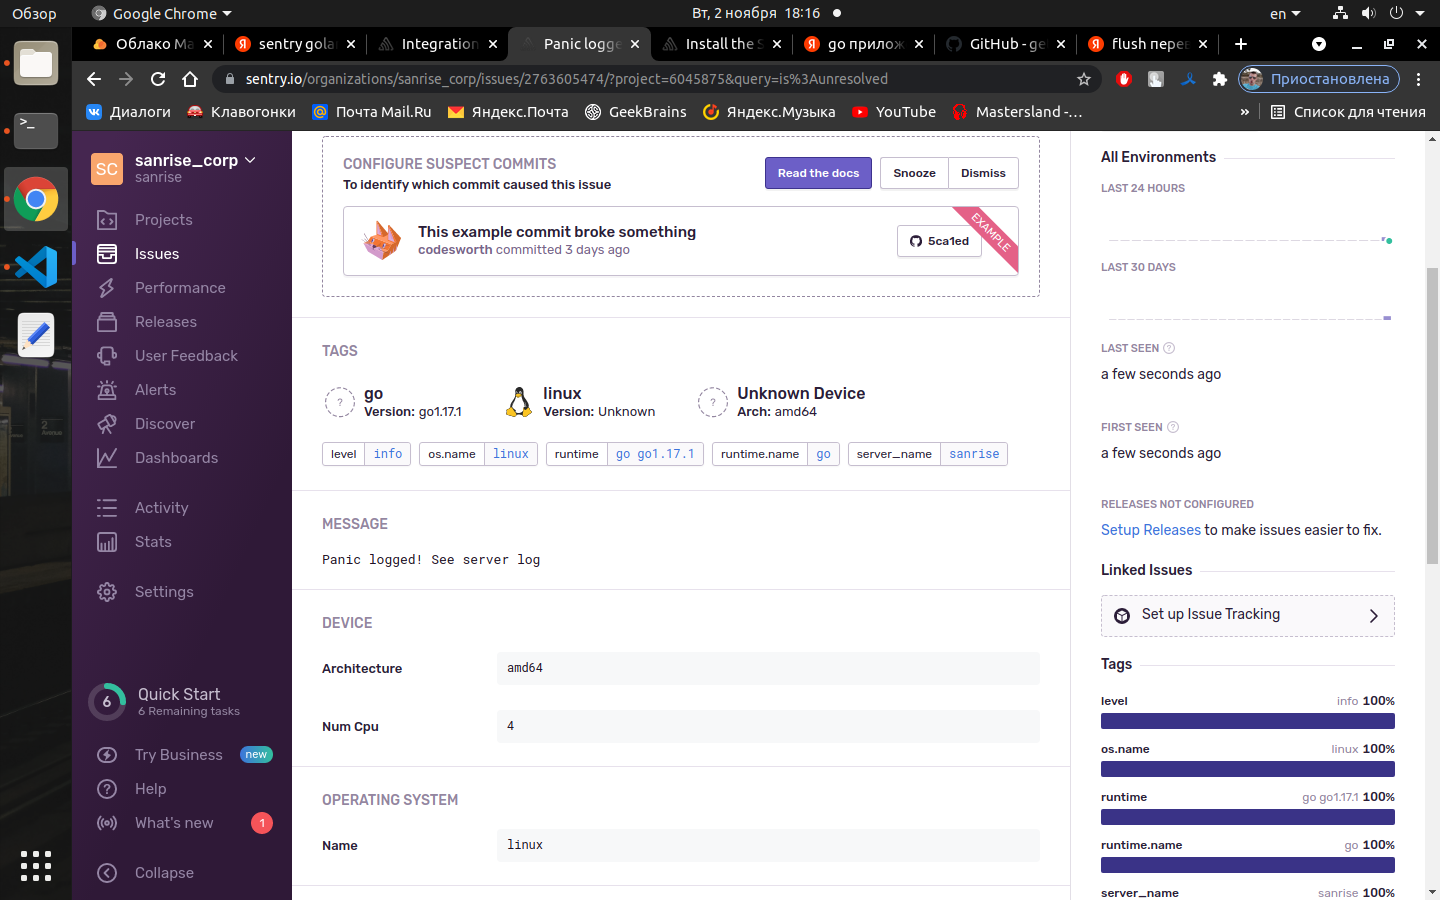 Обзор
Google Chrome
Вт, 2 ноября 18:16
en
Облако Ma
sentry gola
Integration
Panic logge
Install the S
go прилож
GitHub - ge
flush перев
sentry.io/organizations/sanrise_corp/issues/2763605474/?project=6045875&query=is%3Aunresolved
Приостановлена
Диалоги
Клавогонки
Почта Mail.Ru
Яндекс.Почта
GeekBrains
Яндекс.Музыка
YouTube
Mastersland -...
»
Список для чтения
SC
sanrise_corp
sanrise
Projects
Issues
Performance
Releases
User Feedback
Alerts
Discover
Dashboards
Activity
Stats
Settings
6
Quick Start
6 Remaining tasks
Try Business
new
Help
What's new
1
Collapse
CONFIGURE SUSPECT COMMITS
To identify which commit caused this issue
Read the docs
Snooze
Dismiss
This example commit broke something
codesworth committed 3 days ago
5ca1ed
EXAMPLE
TAGS
?
go
Version: go1.17.1
linux
Version: Unknown
?
Unknown Device
Arch: amd64
level info
os.name linux
runtime go go1.17.1
runtime.name go
server_name sanrise
MESSAGE
Panic logged! See server log
DEVICE
Architecture
amd64
Num Cpu
4
OPERATING SYSTEM
Name
linux
All Environments
LAST 24 HOURS
LAST 30 DAYS
LAST SEEN ?
a few seconds ago
FIRST SEEN ?
a few seconds ago
RELEASES NOT CONFIGURED
Setup Releases to make issues easier to fix.
Linked Issues
Set up Issue Tracking
Tags
level info 100%
os.name linux 100%
runtime go go1.17.1 100%
runtime.name go 100%
server_name sanrise 100%